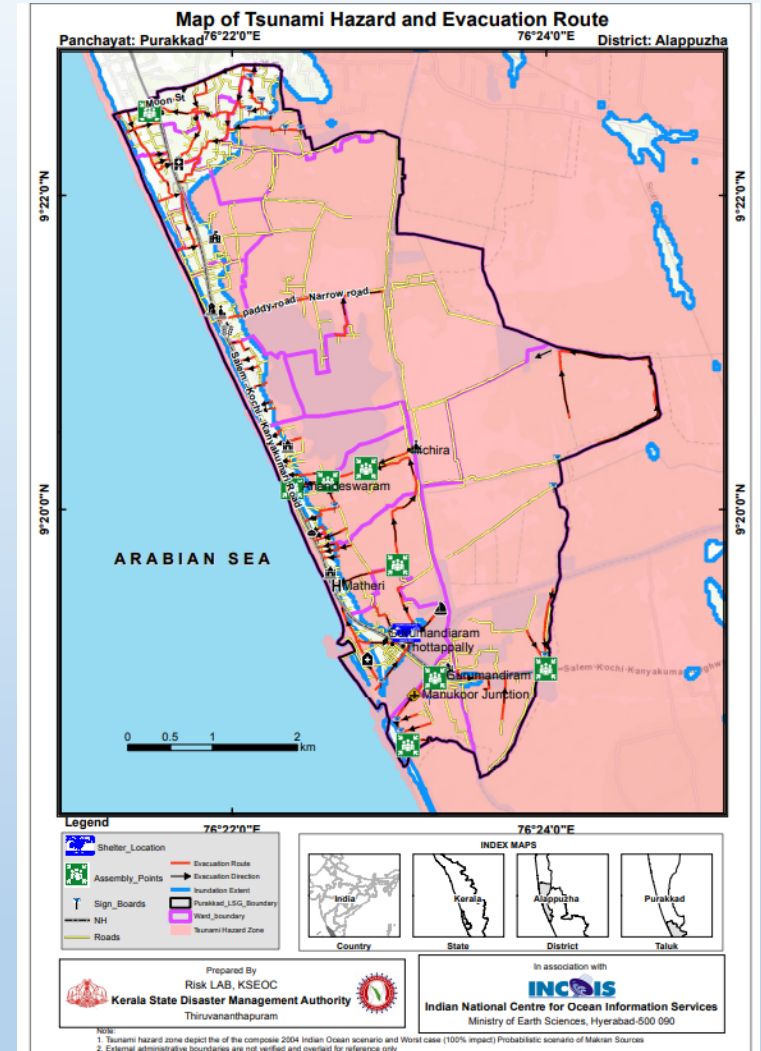 Map of Tsunami Hazard and Evacuation Route
Panchayat: Purakkad
76°22'0"E
76°24'0"E
District: Alappuzha
Moon St
9°22'0"N
9°22'0"N
paddy road
Narrow road
Salem - Kochi - Kanyakumari Road
ichira
andeswaram
9°20'0"N
9°20'0"N
ARABIAN SEA
H
Matheri
urumandiaram
Thottappally
Gurumandiram
Salem-Kochi-Kanyakuma
Manukpor Junction
0 0.5 1 2
km
76°22'0"E
76°24'0"E
Legend
Shelter_Location
Assembly_Points
Sign_Boards
NH
Roads
Evacuation Route
Evacuation Direction
Inundation Extent
Purakkad_LSG_Boundary
Ward_boundary
Tsunami Hazard Zone
INDEX MAPS
India
Kerala
Alappuzha
Purakkad
Country
State
District
Taluk
Prepared By
Risk LAB, KSEOC
Kerala State Disaster Management Authority
Thiruvananthapuram
In association with
INCOIS
Indian National Centre for Ocean Information Services
Ministry of Earth Sciences, Hyerabad-500 090
Note:
1. Tsunami hazard zone depict the of the composie 2004 Indian Ocean scenario and Worst case (100% impact) Probabilistic scenario of Makran Sources
2. External administrative boundaries are not verified and overlaid for reference only